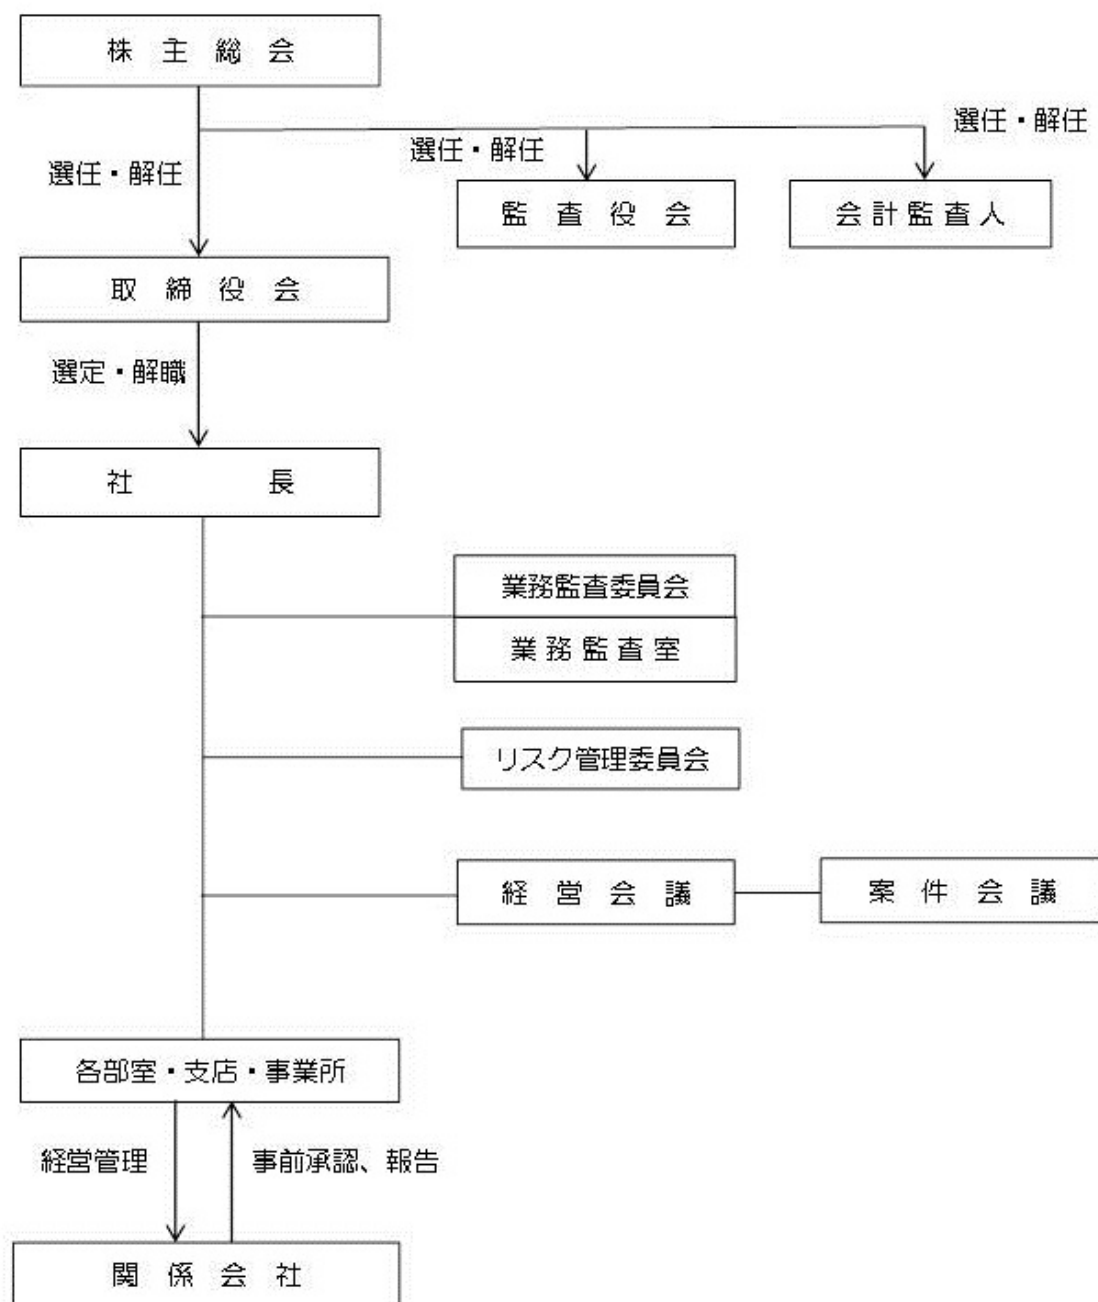 株主総会
選任・解任
選任・解任
選任・解任
監査役会
会計監査人
取締役会
選定・解職
社長
業務監査委員会
業務監査室
リスク管理委員会
経営会議
案件会議
各部室・支店・事業所
経営管理
事前承認、報告
関係会社